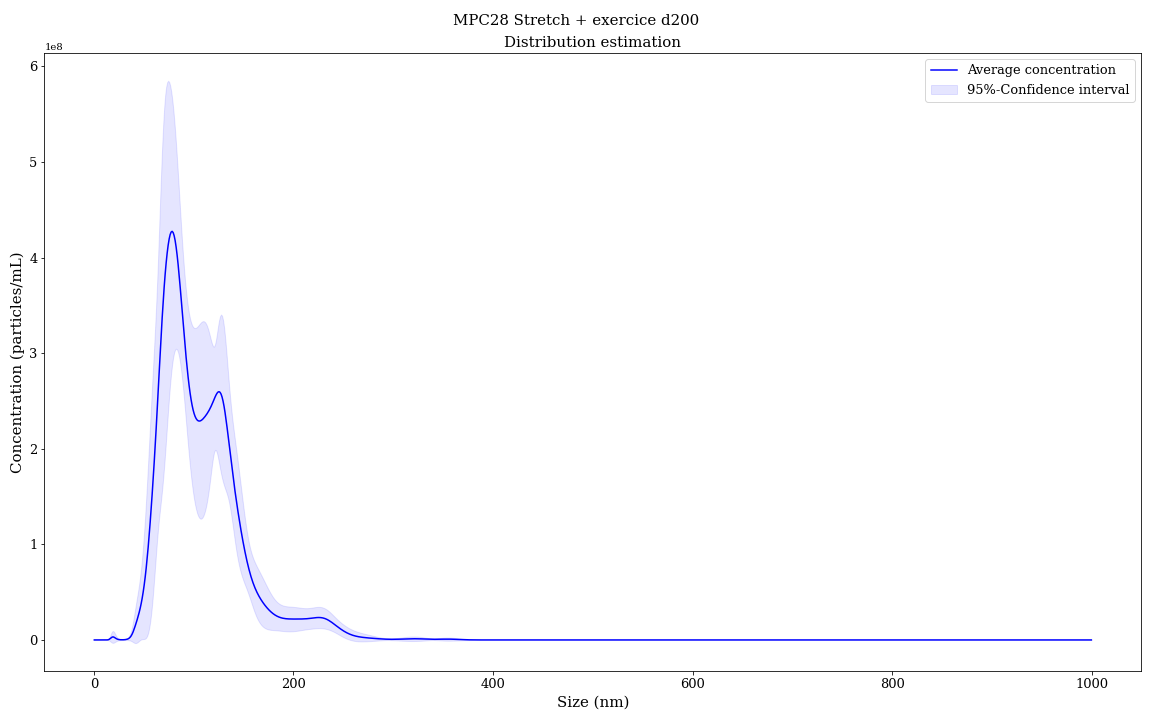 MPC28 Stretch + exercice d200
Distribution estimation
1e8
Average concentration
95%-Confidence interval
6
5
4
3
2
1
0
Concentration (particles/mL)
0 200 400 600 800 1000
Size (nm)